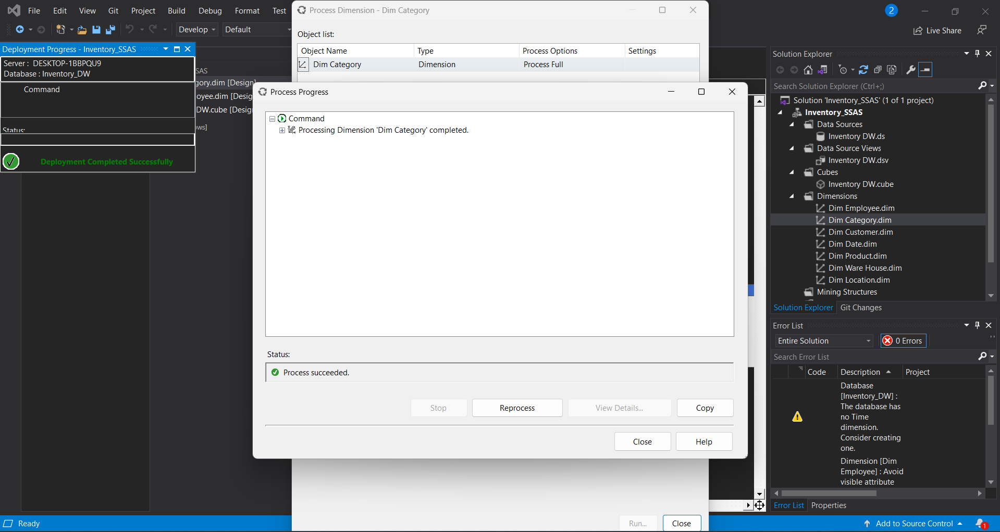 File Edit View Git Project Build Debug Format Test
Develop Default
2
Live Share
Deployment Progress - Inventory_SSAS
Server : DESKTOP-1BBPQU9
Database : Inventory_DW
Command
Status:
Deployment Completed Successfully
SAS
gory.dim [Design]
oyee.dim [Desig
DW.cube [Desig
ows]
Process Dimension - Dim Category
Object list:
Object Name Type Process Options Settings
Dim Category Dimension Process Full
Process Progress
Command
Processing Dimension 'Dim Category' completed.
Status:
Process succeeded.
Stop Reprocess View Details... Copy
Close Help
Run... Close
Solution Explorer
Search Solution Explorer (Ctrl+;)
Solution 'Inventory_SSAS' (1 of 1 project)
Inventory_SSAS
Data Sources
Inventory DW.ds
Data Source Views
Inventory DW.dsv
Cubes
Inventory DW.cube
Dimensions
Dim Employee.dim
Dim Category.dim
Dim Customer.dim
Dim Date.dim
Dim Product.dim
Dim Ware House.dim
Dim Location.dim
Mining Structures
Solution Explorer Git Changes
Error List
Entire Solution 0 Errors
Search Error List
Code Description Project
Database
[Inventory_DW] :
The database has
no Time
dimension.
Consider creating
one.
Dimension [Dim
Employee] : Avoid
visible attribute
Error List Properties
Ready
Add to Source Control 1